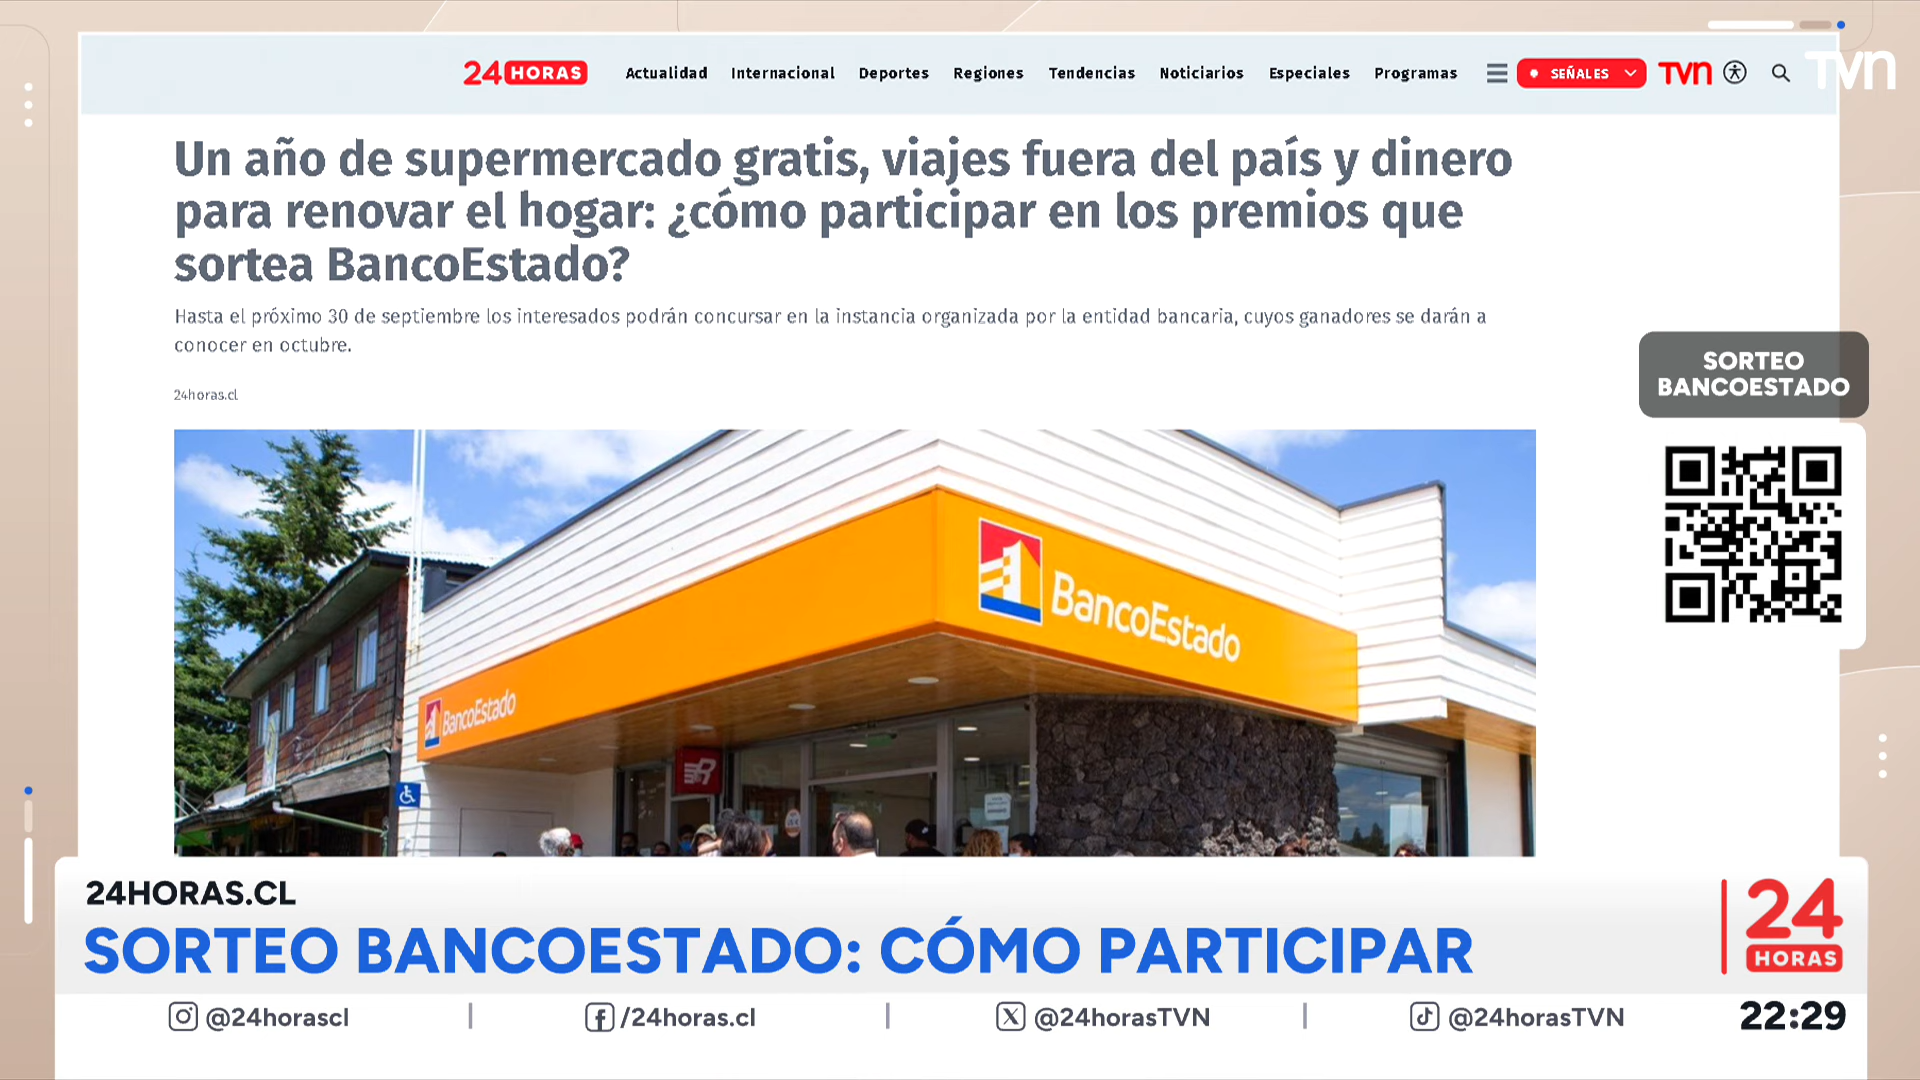 24 HORAS
Actualidad
Internacional
Deportes
Regiones
Tendencias
Noticiarios
Especiales
Programas
SEÑALES
TVN
TVN
Un año de supermercado gratis, viajes fuera del país y dinero
para renovar el hogar: ¿cómo participar en los premios que
sortea BancoEstado?
Hasta el próximo 30 de septiembre los interesados podrán concursar en la instancia organizada por la entidad bancaria, cuyos ganadores se darán a
conocer en octubre.
24horas.cl
SORTEO
BANCOESTADO
BancoEstado
BancoEstado
24HORAS.CL
SORTEO BANCOESTADO: CÓMO PARTICIPAR
24
HORAS
@24horascl
/24horas.cl
@24horasTVN
@24horasTVN
22:29